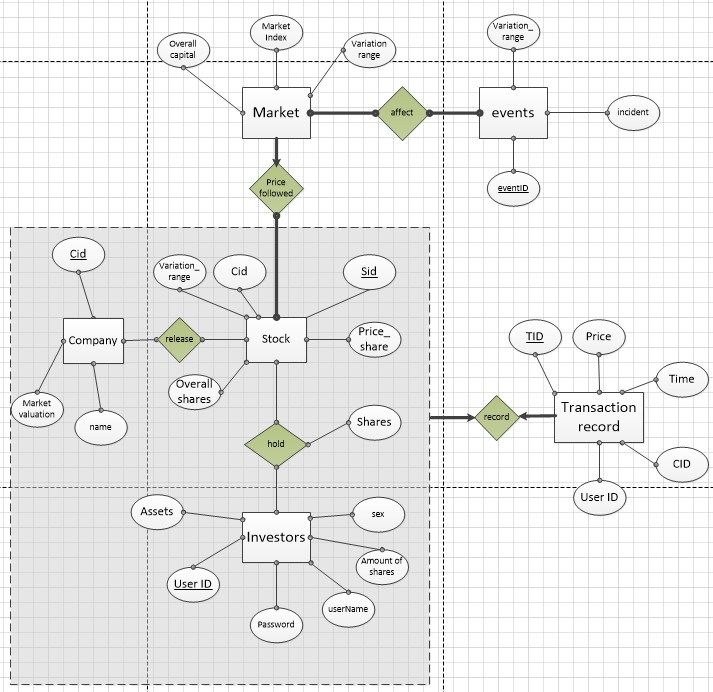 Market
Index
Variation_
range
Overall
capital
Variation
range
Market
affect
events
incident
Price
followed
eventID
Cid
Variation_
range
Cid
Sid
Company
release
Stock
Price_
share
TID
Price
Time
Overall
shares
Market
valuation
name
Shares
record
Transaction
record
hold
CID
User ID
Assets
sex
Investors
Amount of
shares
User ID
userName
Password